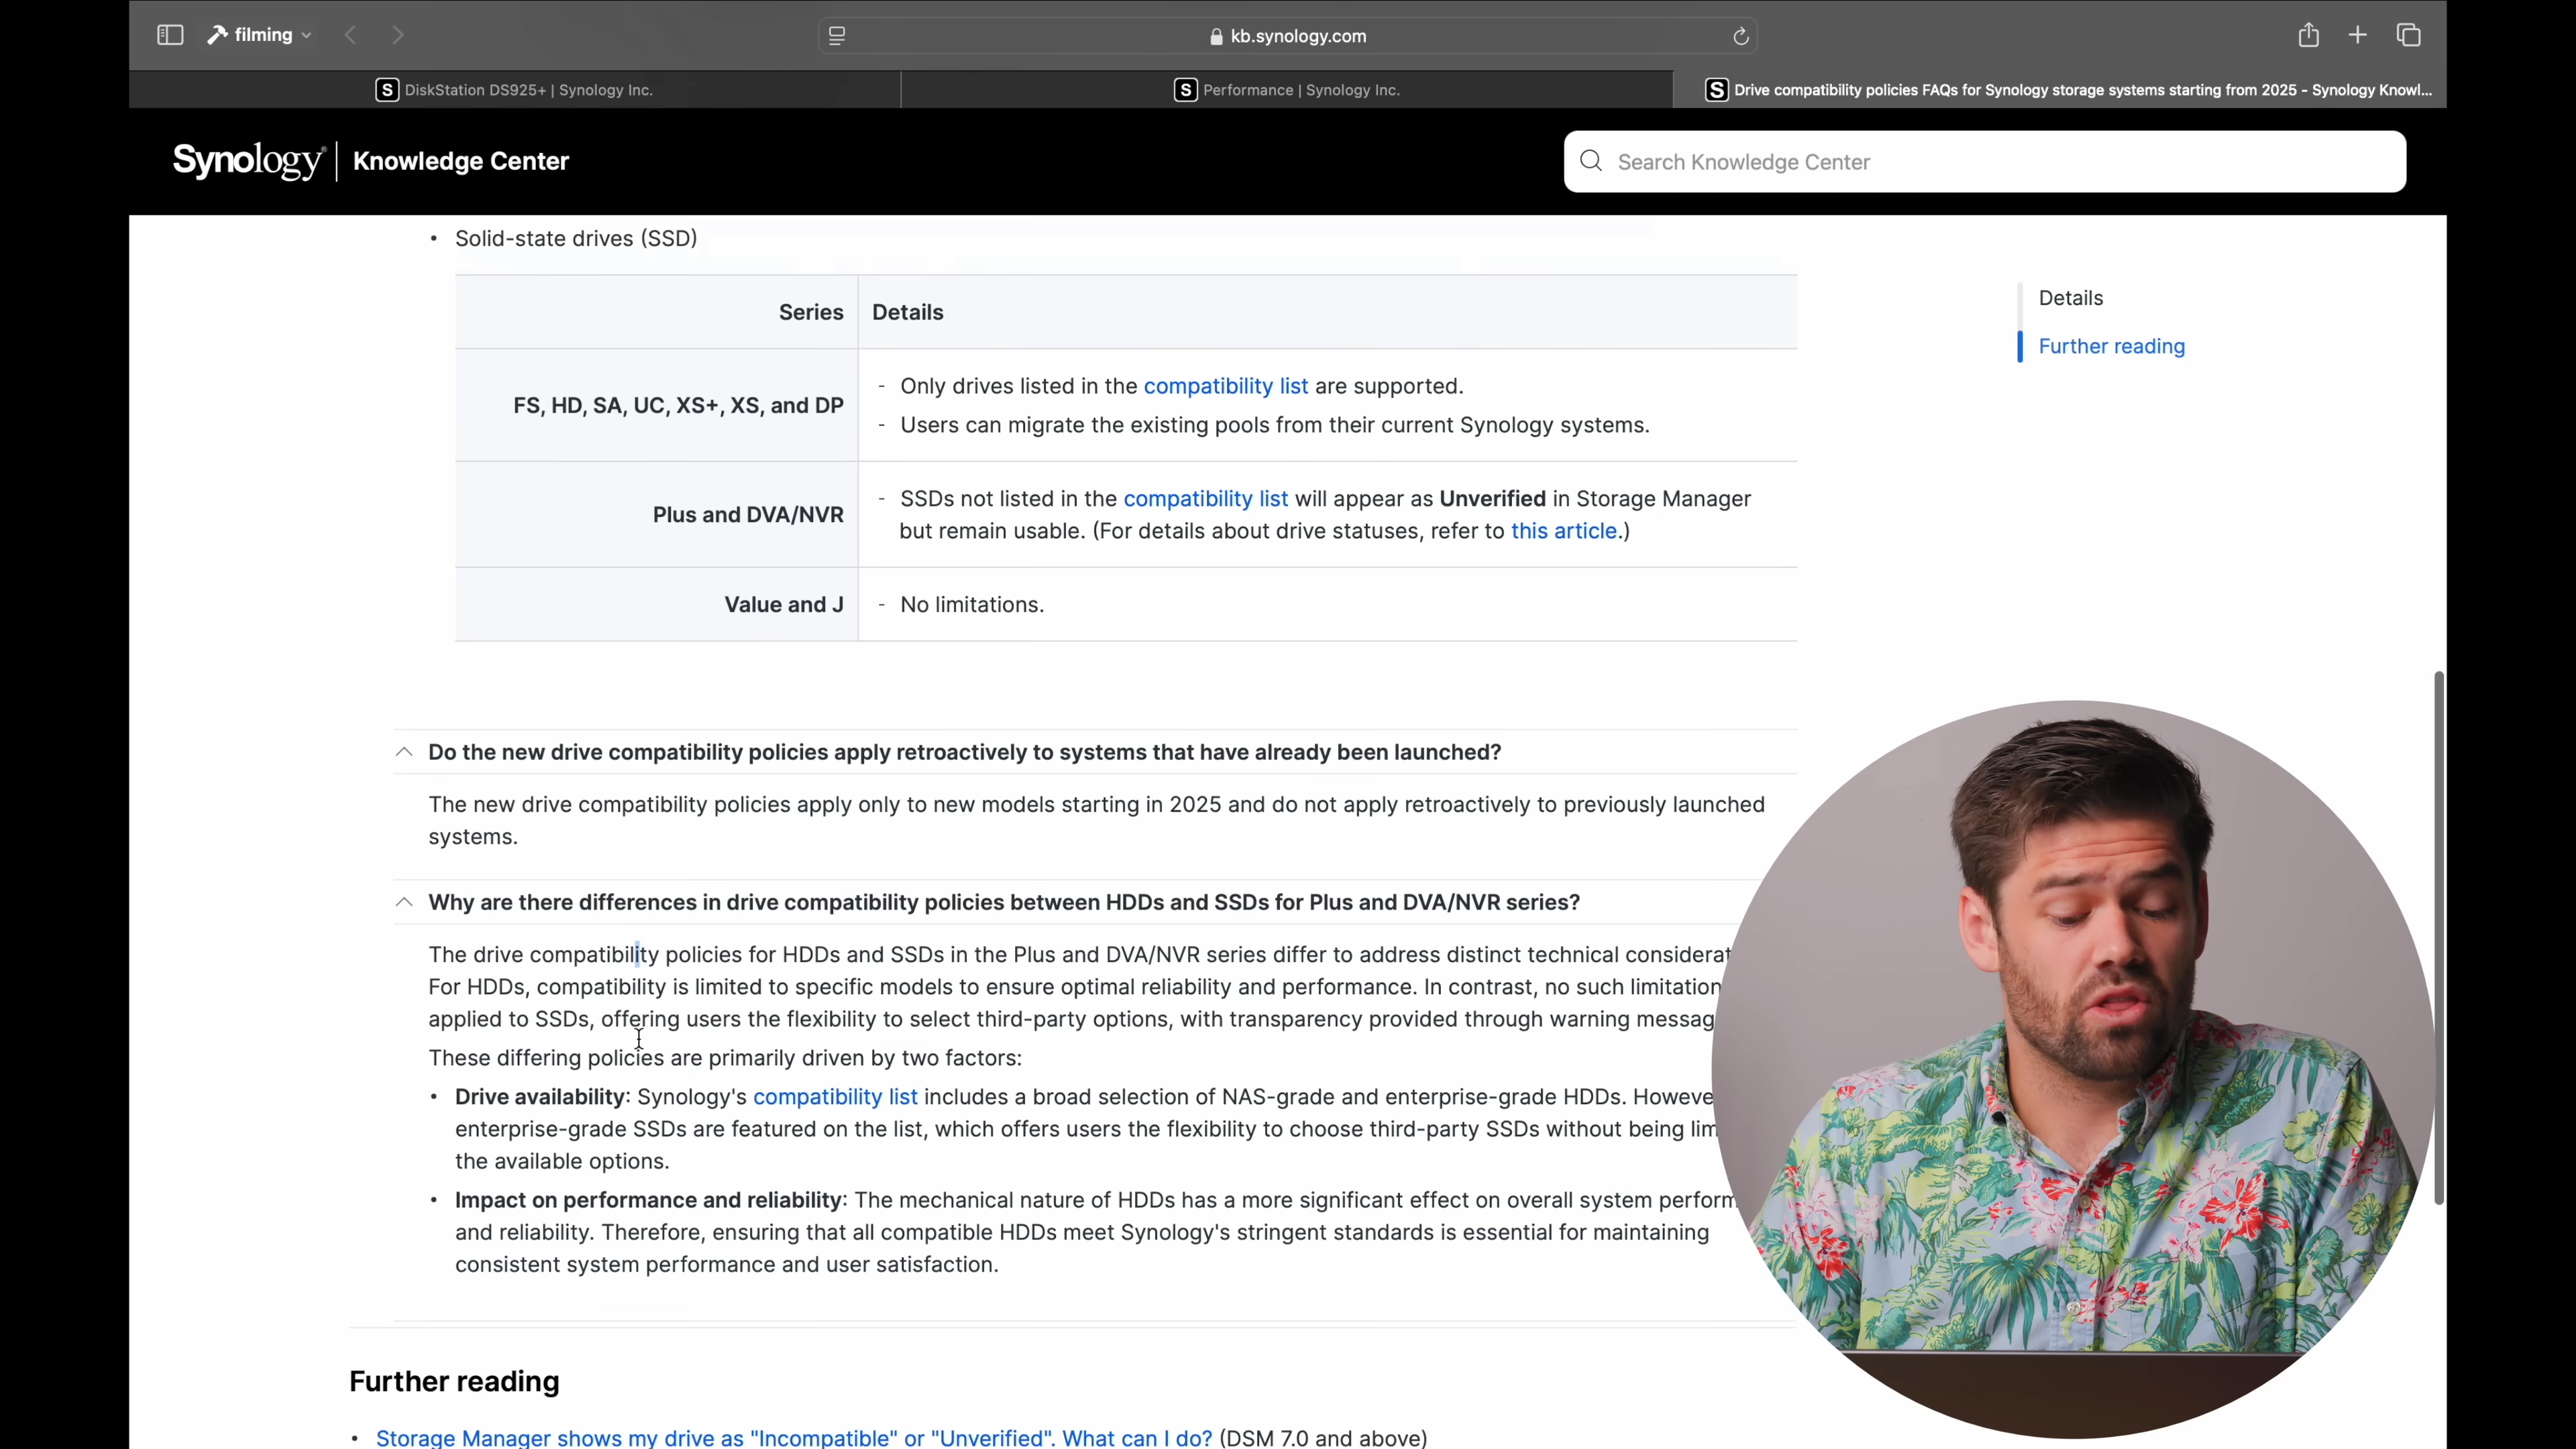 filming
kb.synology.com
DiskStation DS925+ | Synology Inc.
Performance | Synology Inc.
Drive compatibility policies FAQs for Synology storage systems starting from 2025 - Synology Knowl...
Synology | Knowledge Center
Search Knowledge Center
• Solid-state drives (SSD)
Series Details
FS, HD, SA, UC, XS+, XS, and DP
- Only drives listed in the compatibility list are supported.
- Users can migrate the existing pools from their current Synology systems.
Plus and DVA/NVR
- SSDs not listed in the compatibility list will appear as Unverified in Storage Manager
but remain usable. (For details about drive statuses, refer to this article.)
Value and J
- No limitations.
Details
Further reading
Do the new drive compatibility policies apply retroactively to systems that have already been launched?
The new drive compatibility policies apply only to new models starting in 2025 and do not apply retroactively to previously launched
systems.
Why are there differences in drive compatibility policies between HDDs and SSDs for Plus and DVA/NVR series?
The drive compatibility policies for HDDs and SSDs in the Plus and DVA/NVR series differ to address distinct technical considerat
For HDDs, compatibility is limited to specific models to ensure optimal reliability and performance. In contrast, no such limitation
applied to SSDs, offering users the flexibility to select third-party options, with transparency provided through warning messag
These differing policies are primarily driven by two factors:
• Drive availability: Synology's compatibility list includes a broad selection of NAS-grade and enterprise-grade HDDs. Howeve
enterprise-grade SSDs are featured on the list, which offers users the flexibility to choose third-party SSDs without being lim
the available options.
• Impact on performance and reliability: The mechanical nature of HDDs has a more significant effect on overall system perform
and reliability. Therefore, ensuring that all compatible HDDs meet Synology's stringent standards is essential for maintaining
consistent system performance and user satisfaction.
Further reading
• Storage Manager shows my drive as "Incompatible" or "Unverified". What can I do? (DSM 7.0 and above)